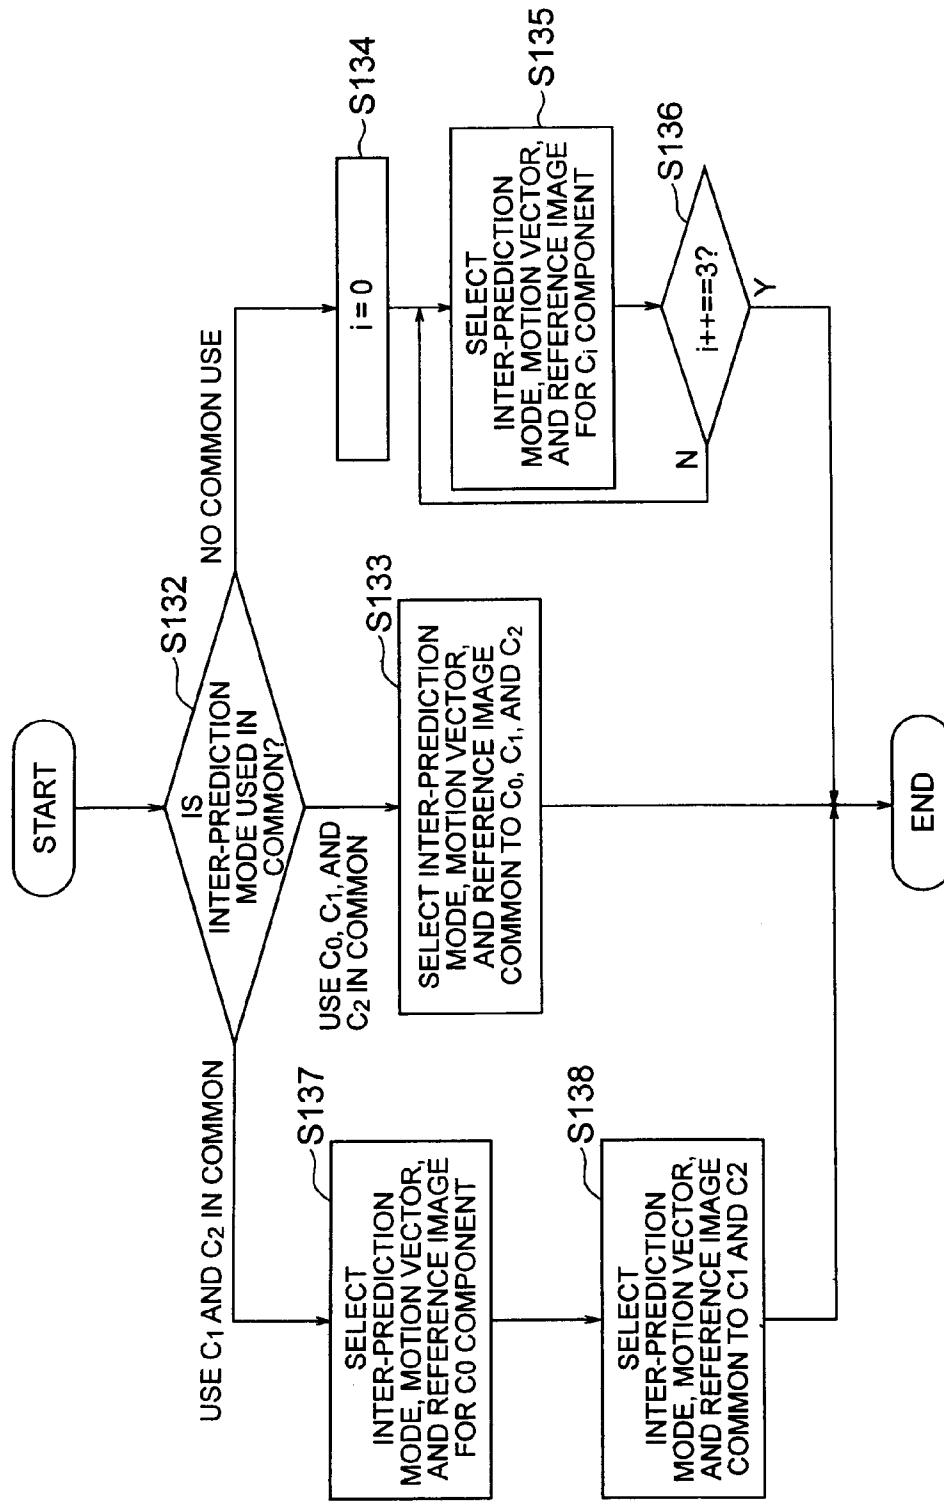 START
IS
INTER-PREDICTION
MODE USED IN
COMMON?
S132
USE C1 AND C2 IN COMMON
S137
SELECT
INTER-PREDICTION
MODE, MOTION VECTOR,
AND REFERENCE IMAGE
FOR C0 COMPONENT
S138
SELECT
INTER-PREDICTION
MODE, MOTION VECTOR,
AND REFERENCE IMAGE
COMMON TO C1 AND C2
USE C0, C1, AND
C2 IN COMMON
S133
SELECT INTER-PREDICTION
MODE, MOTION VECTOR,
AND REFERENCE IMAGE
COMMON TO C0, C1, AND C2
NO COMMON USE
S134
i = 0
S135
SELECT
INTER-PREDICTION
MODE, MOTION VECTOR,
AND REFERENCE IMAGE
FOR Ci COMPONENT
S136
i++==3?
N
Y
END